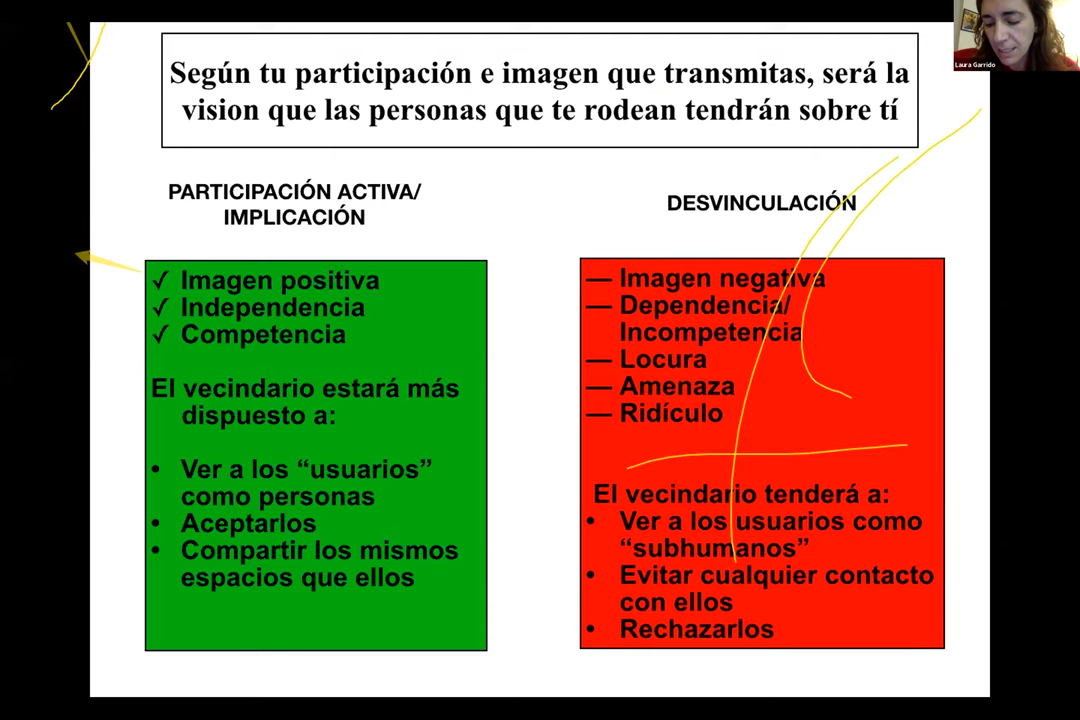 Según tu participación e imagen que transmitas, será la
vision que las personas que te rodean tendrán sobre tí
Laura Garrido
PARTICIPACIÓN ACTIVA/
IMPLICACIÓN
✓ Imagen positiva
✓ Independencia
✓ Competencia
El vecindario estará más
dispuesto a:
• Ver a los “usuarios”
como personas
• Aceptarlos
• Compartir los mismos
espacios que ellos
DESVINCULACIÓN
— Imagen negativa
— Dependencia/
Incompetencia
— Locura
— Amenaza
— Ridículo
El vecindario tenderá a:
• Ver a los usuarios como
“subhumanos”
• Evitar cualquier contacto
con ellos
• Rechazarlos